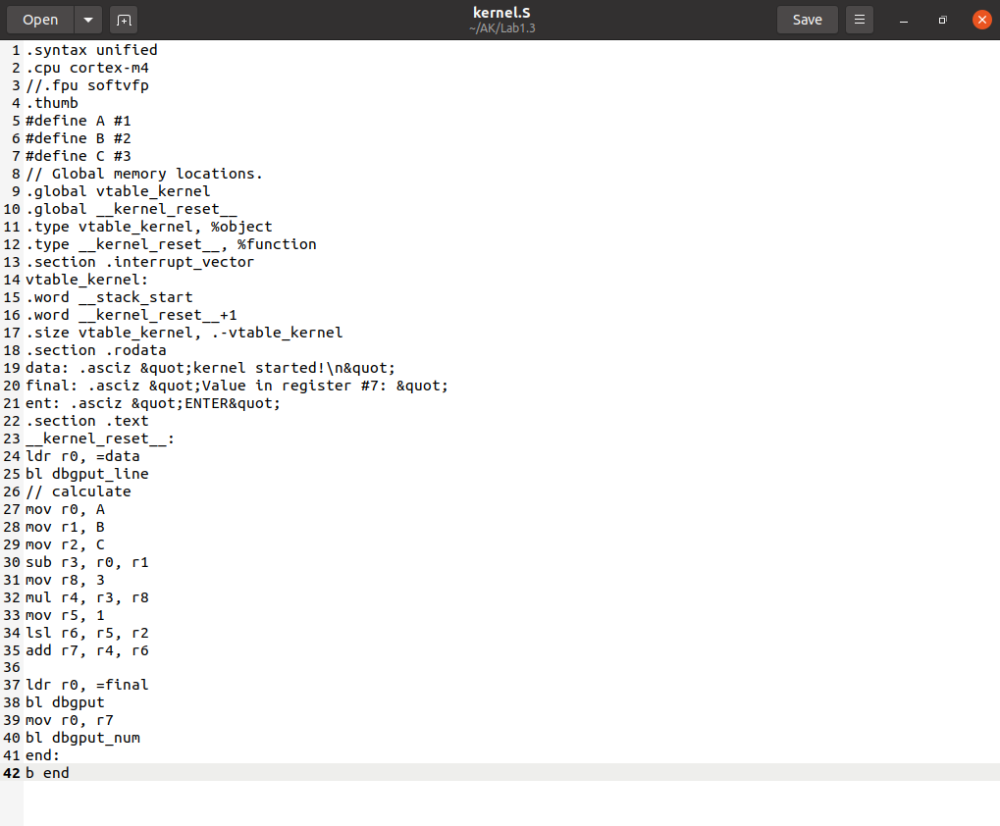 Open
kernel.S
~/AK/Lab1.3
Save
1 .syntax unified
2 .cpu cortex-m4
3 //.fpu softvfp
4 .thumb
5 #define A #1
6 #define B #2
7 #define C #3
8 // Global memory locations.
9 .global vtable_kernel
10 .global __kernel_reset__
11 .type vtable_kernel, %object
12 .type __kernel_reset__, %function
13 .section .interrupt_vector
14 vtable_kernel:
15 .word __stack_start
16 .word __kernel_reset__+1
17 .size vtable_kernel, .-vtable_kernel
18 .section .rodata
19 data: .asciz &quot;kernel started!\n&quot;
20 final: .asciz &quot;Value in register #7: &quot;
21 ent: .asciz &quot;ENTER&quot;
22 .section .text
23 __kernel_reset__:
24 ldr r0, =data
25 bl dbgput_line
26 // calculate
27 mov r0, A
28 mov r1, B
29 mov r2, C
30 sub r3, r0, r1
31 mov r8, 3
32 mul r4, r3, r8
33 mov r5, 1
34 lsl r6, r5, r2
35 add r7, r4, r6
36
37 ldr r0, =final
38 bl dbgput
39 mov r0, r7
40 bl dbgput_num
41 end:
42 b end